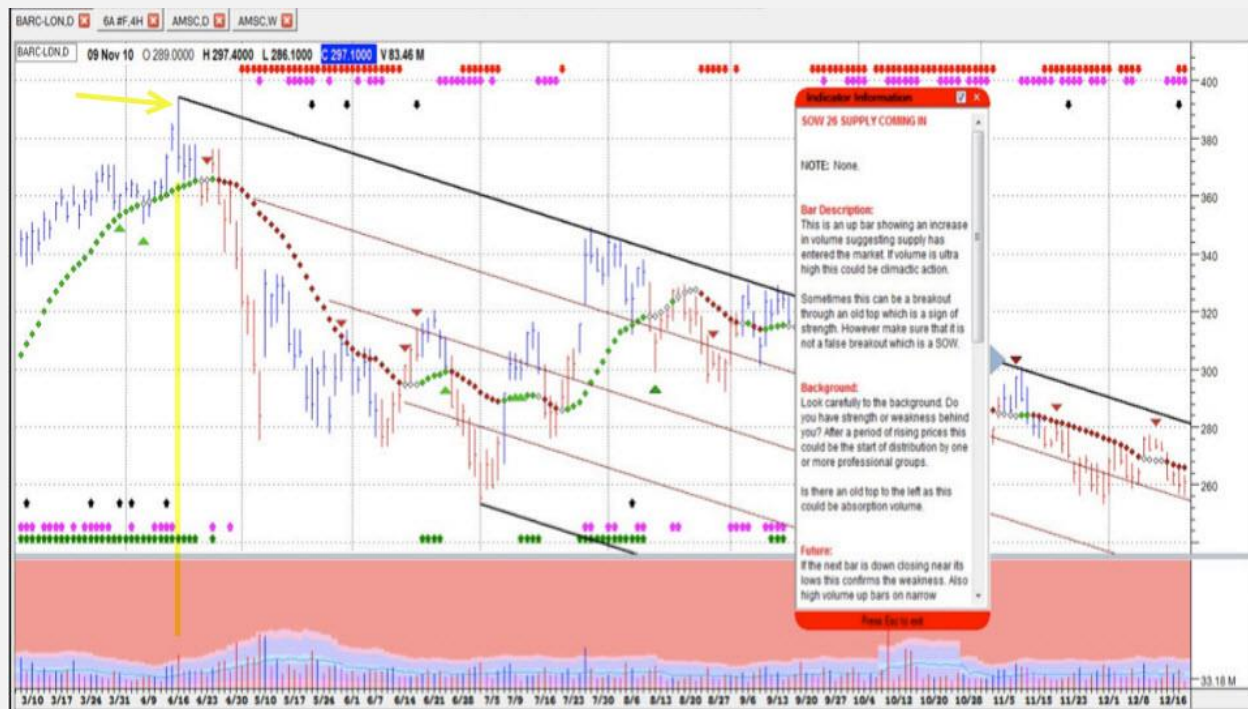 BARC-LON,D 6A #F,4H AMSC,D AMSC,W
BARC-LON,D 09 Nov 10 O 289.0000 H 297.4000 L 286.1000 C 297.1000 V 83.46 M
400
380
360
340
320
300
280
260
Indicator Information
SOW 26 SUPPLY COMING IN
NOTE: None.
Bar Description:
This is an up bar showing an increase
in volume suggesting supply has
entered the market. If volume is ultra
high this could be climactic action.
Sometimes this can be a breakout
through an old top which is a sign of
strength. However make sure that it is
not a false breakout which is a SOW.
Background:
Look carefully to the background. Do
you have strength or weakness behind
you? After a period of rising prices this
could be the start of distribution by one
or more professional groups.
Is there an old top to the left as this
could be absorption volume.
Future:
If the next bar is down closing near its
lows this confirms the weakness. Also
high volume up bars on narrow
Press Esc to exit
33.18 M
3/10 3/17 3/26 3/31 4/9 4/16 4/23 4/30 5/10 5/17 5/26 6/1 6/7 6/14 6/21 6/28 7/5 7/9 7/16 7/23 7/30 8/6 8/16 8/20 8/27 9/3 9/13 9/20 9/27 10/4 10/12 10/20 10/28 11/5 11/15 11/23 12/1 12/8 12/16